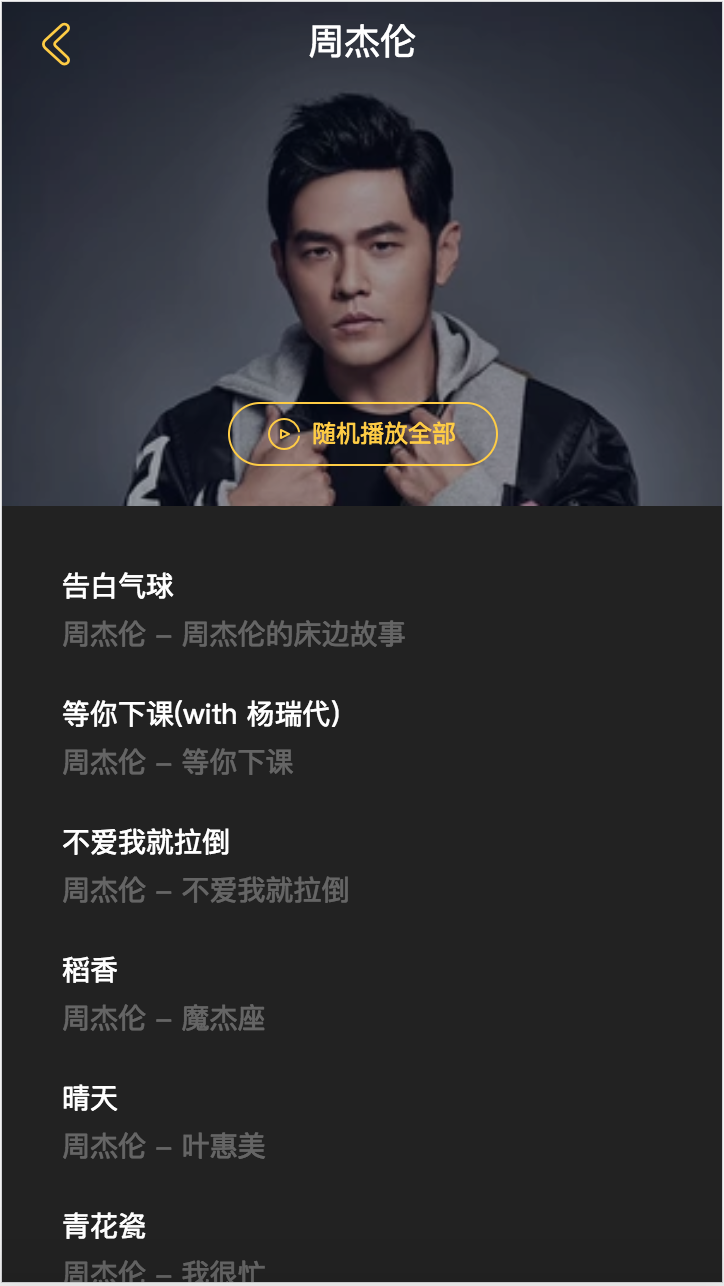 周杰伦
随机播放全部
告白气球
周杰伦 – 周杰伦的床边故事
等你下课(with 杨瑞代)
周杰伦 – 等你下课
不爱我就拉倒
周杰伦 – 不爱我就拉倒
稻香
周杰伦 – 魔杰座
晴天
周杰伦 – 叶惠美
青花瓷
周杰伦 – 我很忙